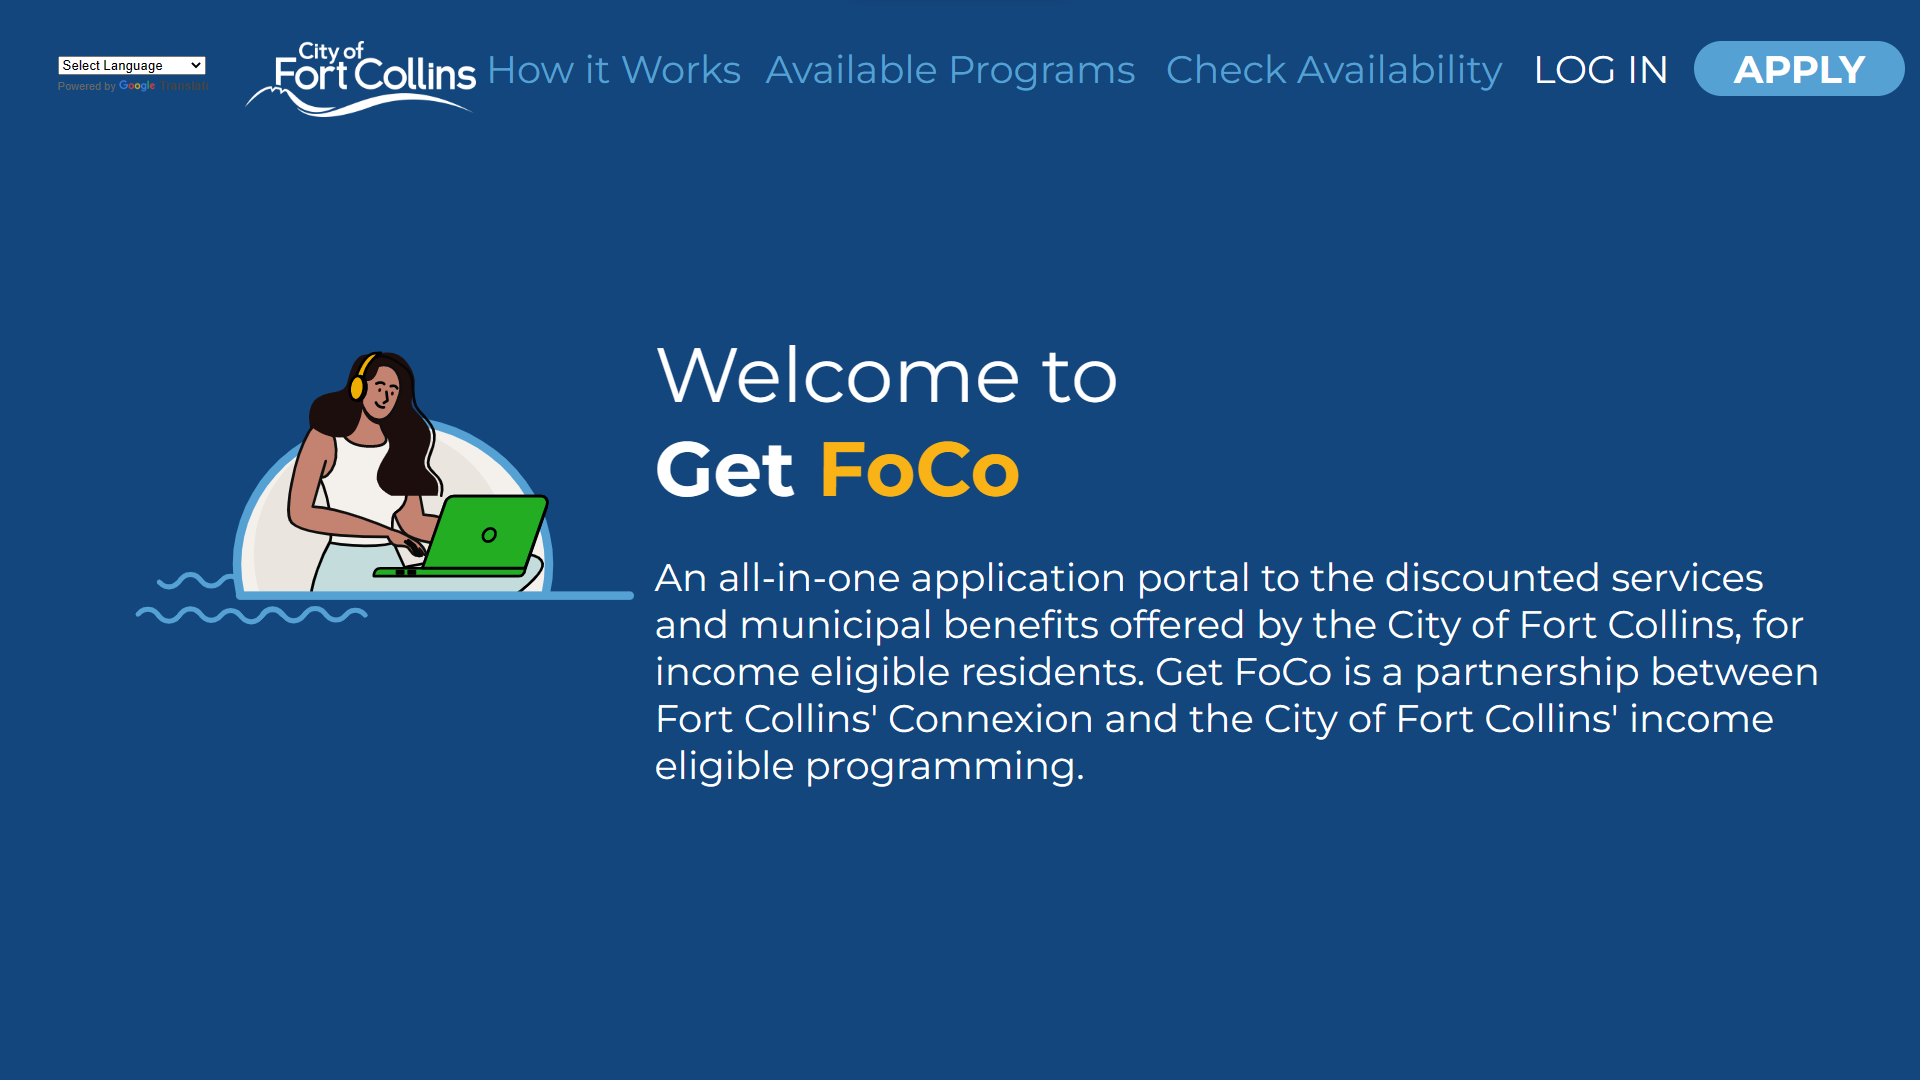 Select Language
Powered by Google Translate
City of
Fort Collins
How it Works
Available Programs
Check Availability
LOG IN
APPLY
Welcome to
Get FoCo
An all-in-one application portal to the discounted services
and municipal benefits offered by the City of Fort Collins, for
income eligible residents. Get FoCo is a partnership between
Fort Collins' Connexion and the City of Fort Collins' income
eligible programming.